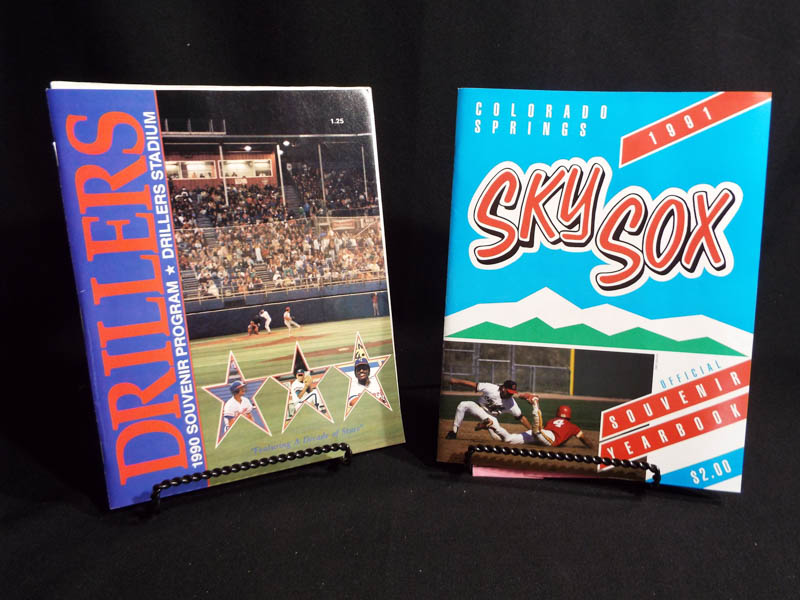 DRILLERS
1990 SOUVENIR PROGRAM ★ DRILLERS STADIUM
1.25
"Featuring A Decade of Stars"
COLORADO
SPRINGS
1991
SKY
SOX
4
OFFICIAL
SOUVENIR
YEARBOOK
$2.00